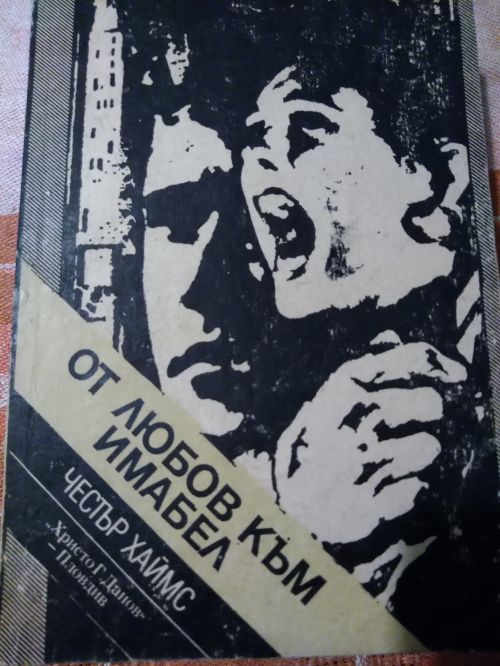 ОТ ЛЮБОВ КЪМ
ИМАБЕЛ
ЧЕСТЪР ХАЙМС
„Христо Г. Данов“
– Пловдив